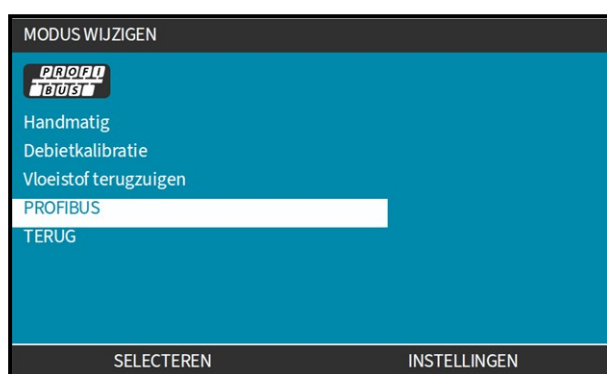 MODUS WIJZIGEN
PROFI
BUS
Handmatig
Debietkalibratie
Vloeistof terugzuigen
PROFIBUS
TERUG
SELECTEREN INSTELLINGEN